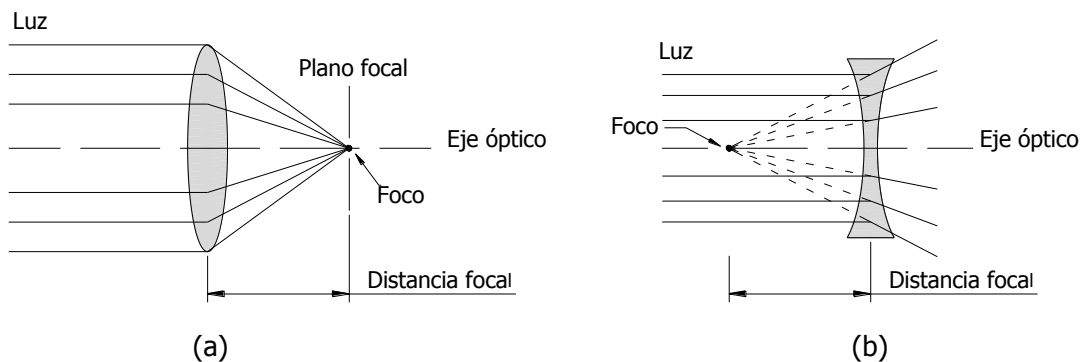 Luz
Plano focal
Eje óptico
Foco
Distancia focal
(a)
Luz
Foco
Eje óptico
Distancia focal
(b)